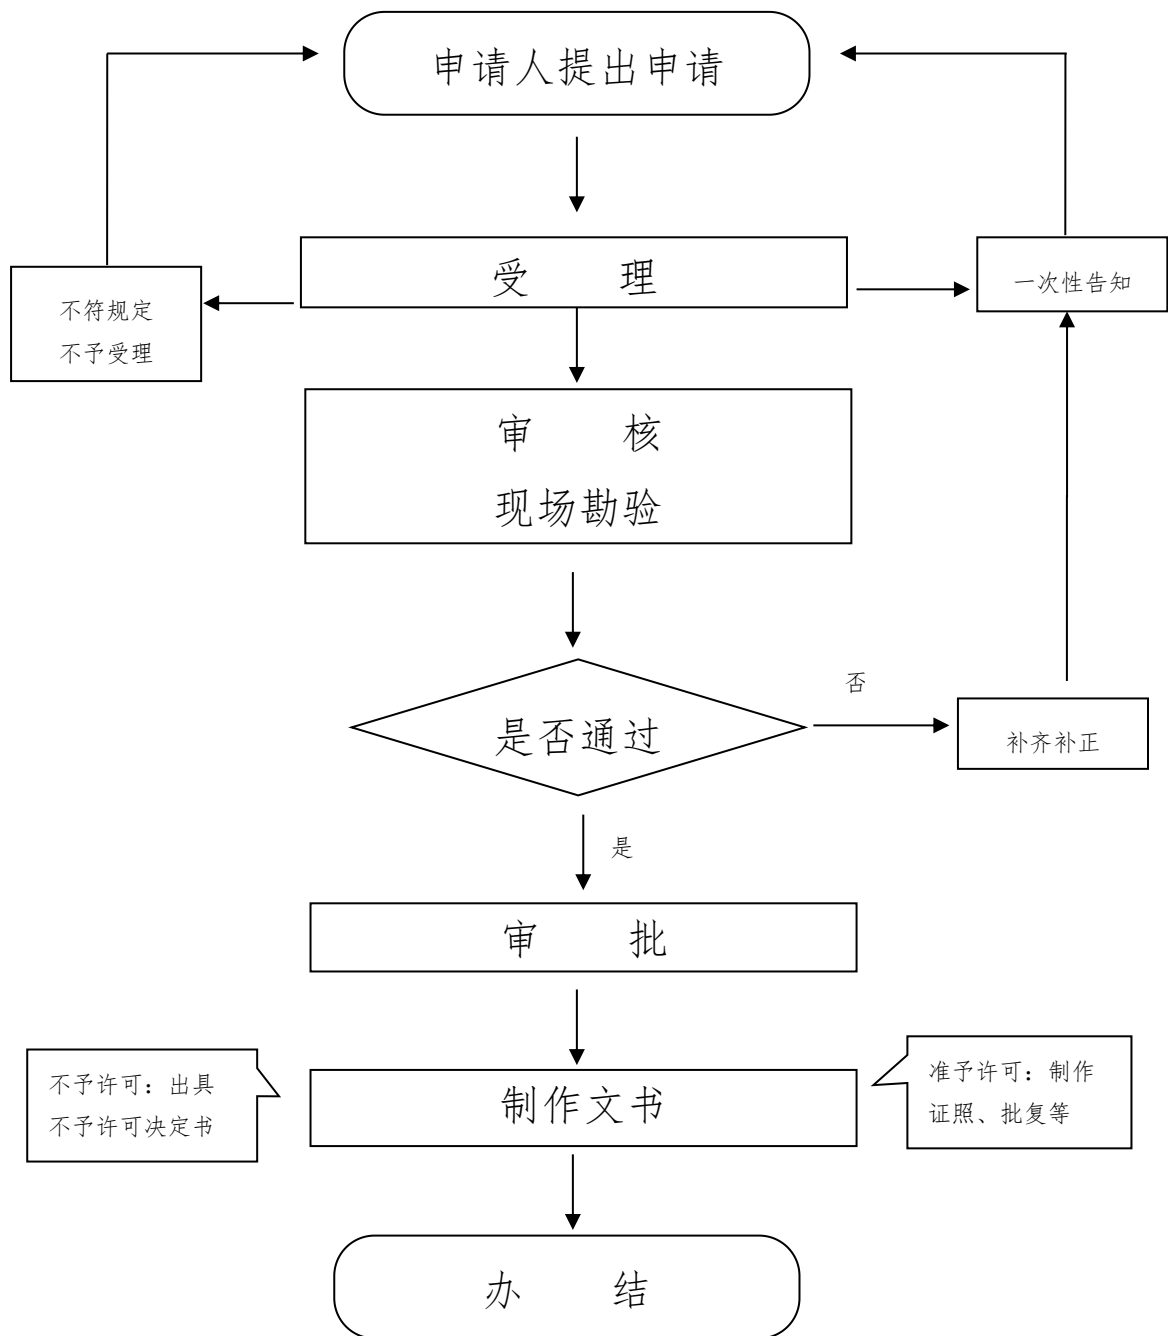 申请人提出申请
受 理
一次性告知
不符规定
不予受理
审 核
现场勘验
否
是否通过
补齐补正
是
审 批
不予许可：出具
不予许可决定书
制作文书
准予许可：制作
证照、批复等
办 结